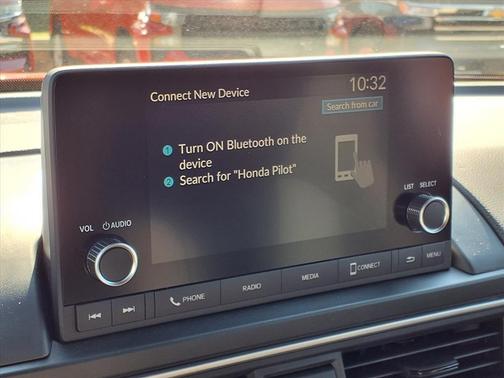 Connect New Device
10:32
Search from car
1 Turn ON Bluetooth on the
device
2 Search for "Honda Pilot"
VOL
AUDIO
LIST
SELECT
PHONE
RADIO
MEDIA
CONNECT
MENU